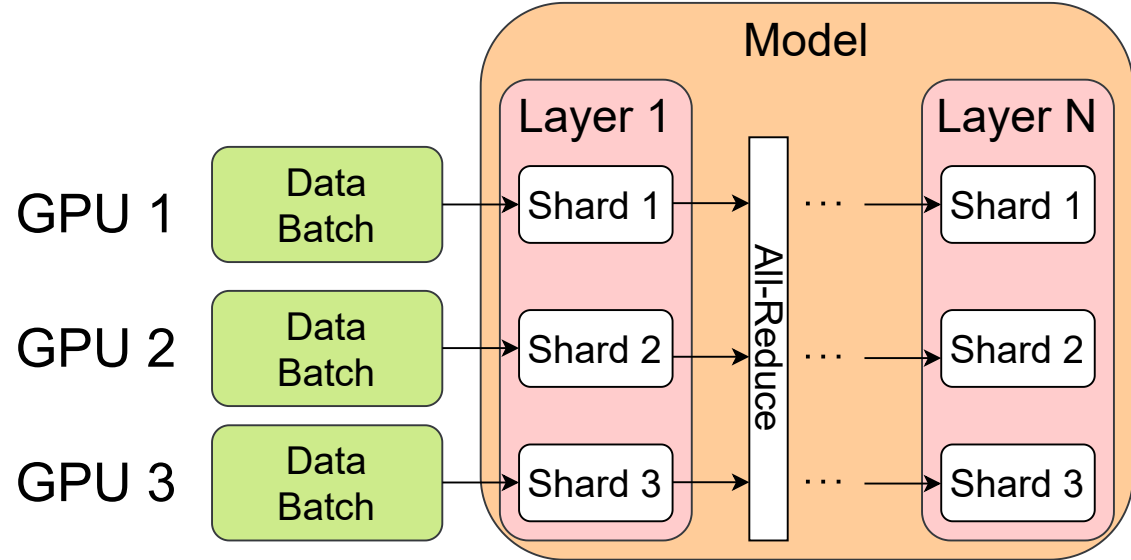 Model
Layer 1
Layer N
GPU 1
Data
Batch
Shard 1
...
Shard 1
GPU 2
Data
Batch
Shard 2
...
Shard 2
GPU 3
Data
Batch
Shard 3
...
Shard 3
All-Reduce